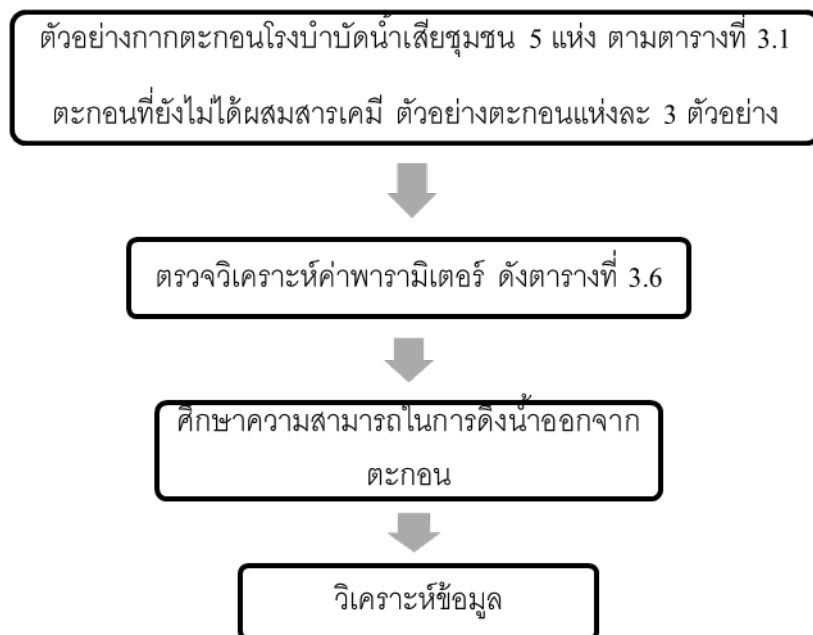 ตัวอย่างกากตะกอนโรงบำบัดน้ำเสียชุมชน 5 แห่ง ตามตารางที่ 3.1
ตะกอนที่ยังไม่ได้ผสมสารเคมี ตัวอย่างตะกอนแห่งละ 3 ตัวอย่าง
ตรวจวิเคราะห์ค่าพารามิเตอร์ ดังตารางที่ 3.6
ศึกษาความสามารถในการดึงน้ำออกจาก
ตะกอน
วิเคราะห์ข้อมูล